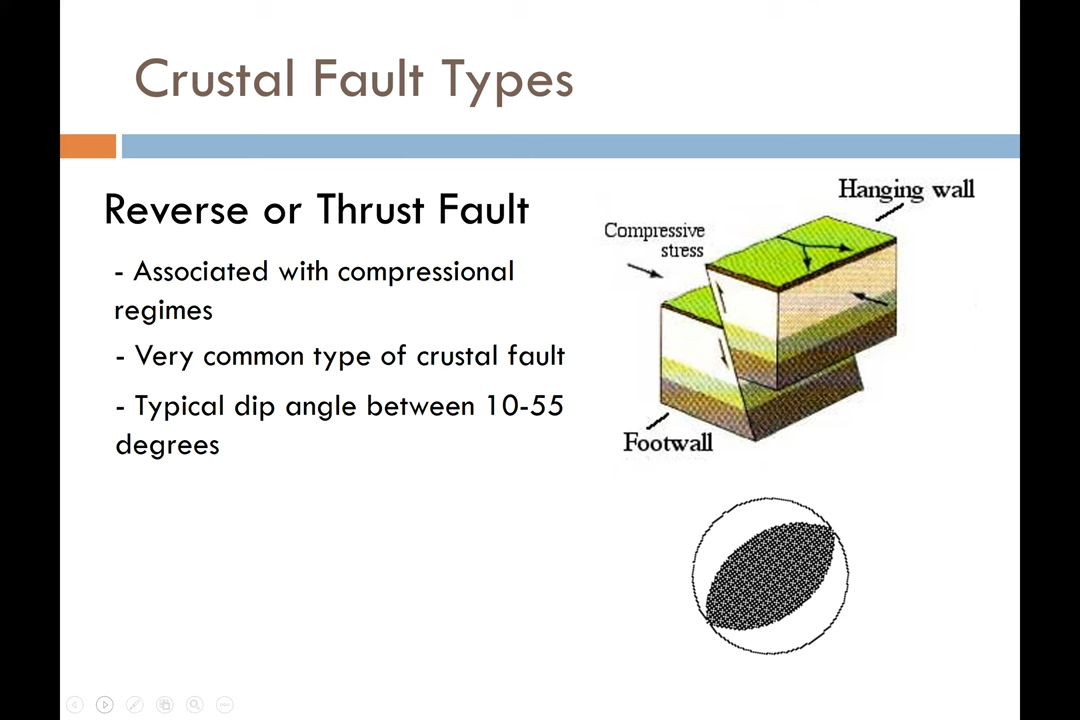 Crustal Fault Types
Reverse or Thrust Fault
- Associated with compressional
regimes
- Very common type of crustal fault
- Typical dip angle between 10-55
degrees
Hanging wall
Compressive
stress
Footwall